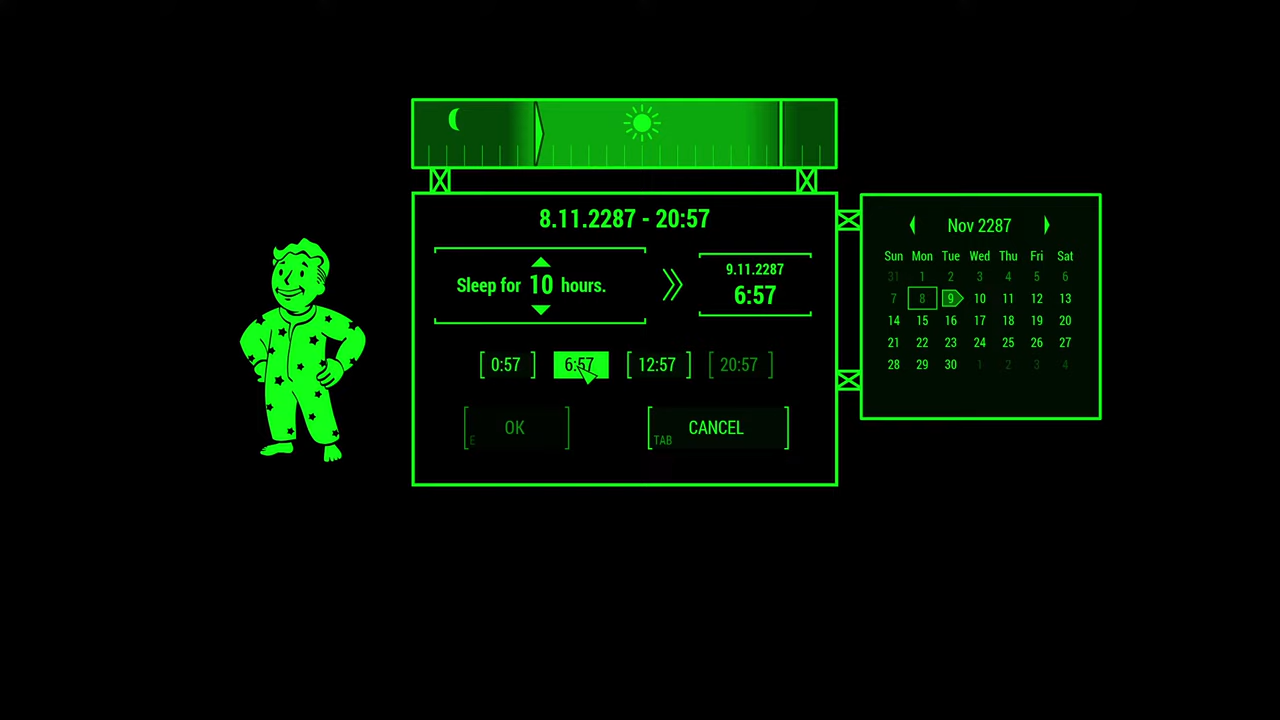 8.11.2287 - 20:57
Sleep for 10 hours.
9.11.2287
6:57
0:57 6:57 12:57 20:57
E OK
TAB CANCEL
Nov 2287
Sun Mon Tue Wed Thu Fri Sat
31 1 2 3 4 5 6
7 8 9 10 11 12 13
14 15 16 17 18 19 20
21 22 23 24 25 26 27
28 29 30 1 2 3 4